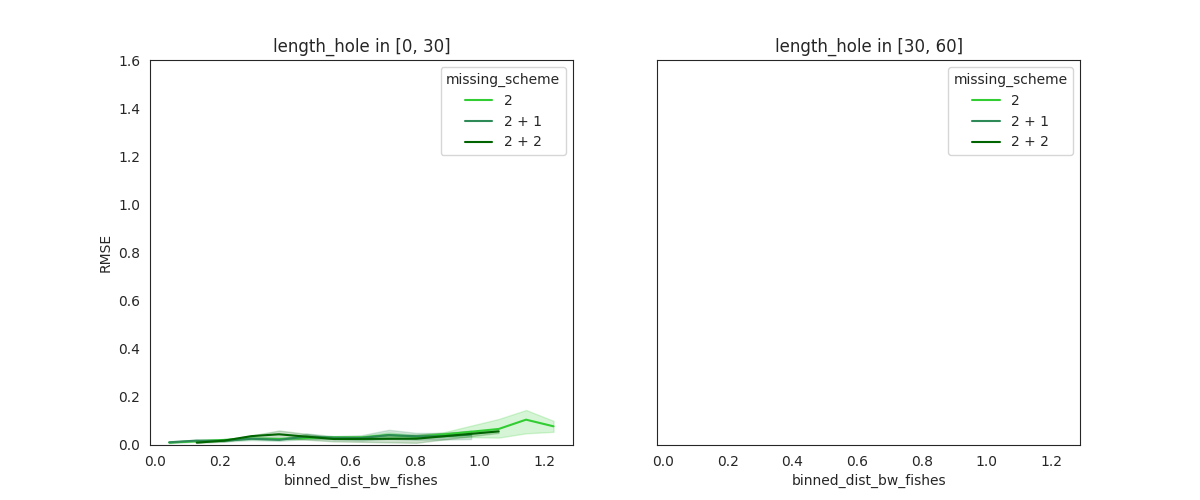 length_hole in [0, 30]
1.6
1.4
1.2
1.0
0.8
0.6
0.4
0.2
0.0
RMSE
missing_scheme
2
2 + 1
2 + 2
0.0 0.2 0.4 0.6 0.8 1.0 1.2
binned_dist_bw_fishes
length_hole in [30, 60]
missing_scheme
2
2 + 1
2 + 2
0.0 0.2 0.4 0.6 0.8 1.0 1.2
binned_dist_bw_fishes